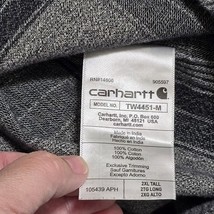 RN#14806 905597
carhartt
MODEL NO. TW4451-M
Carhartt, Inc. P.O. Box 600
Dearborn, MI 48121 USA
carhartt.com
Made in India
Fabriqué en Inde
Hecho en India
100% Cotton
100% Coton
100% Algodón
Exclusive Trimming
Sauf Garnitures
Excepto Adorno
105439 APH
2XL TALL
2TG LONG
2XG ALTO